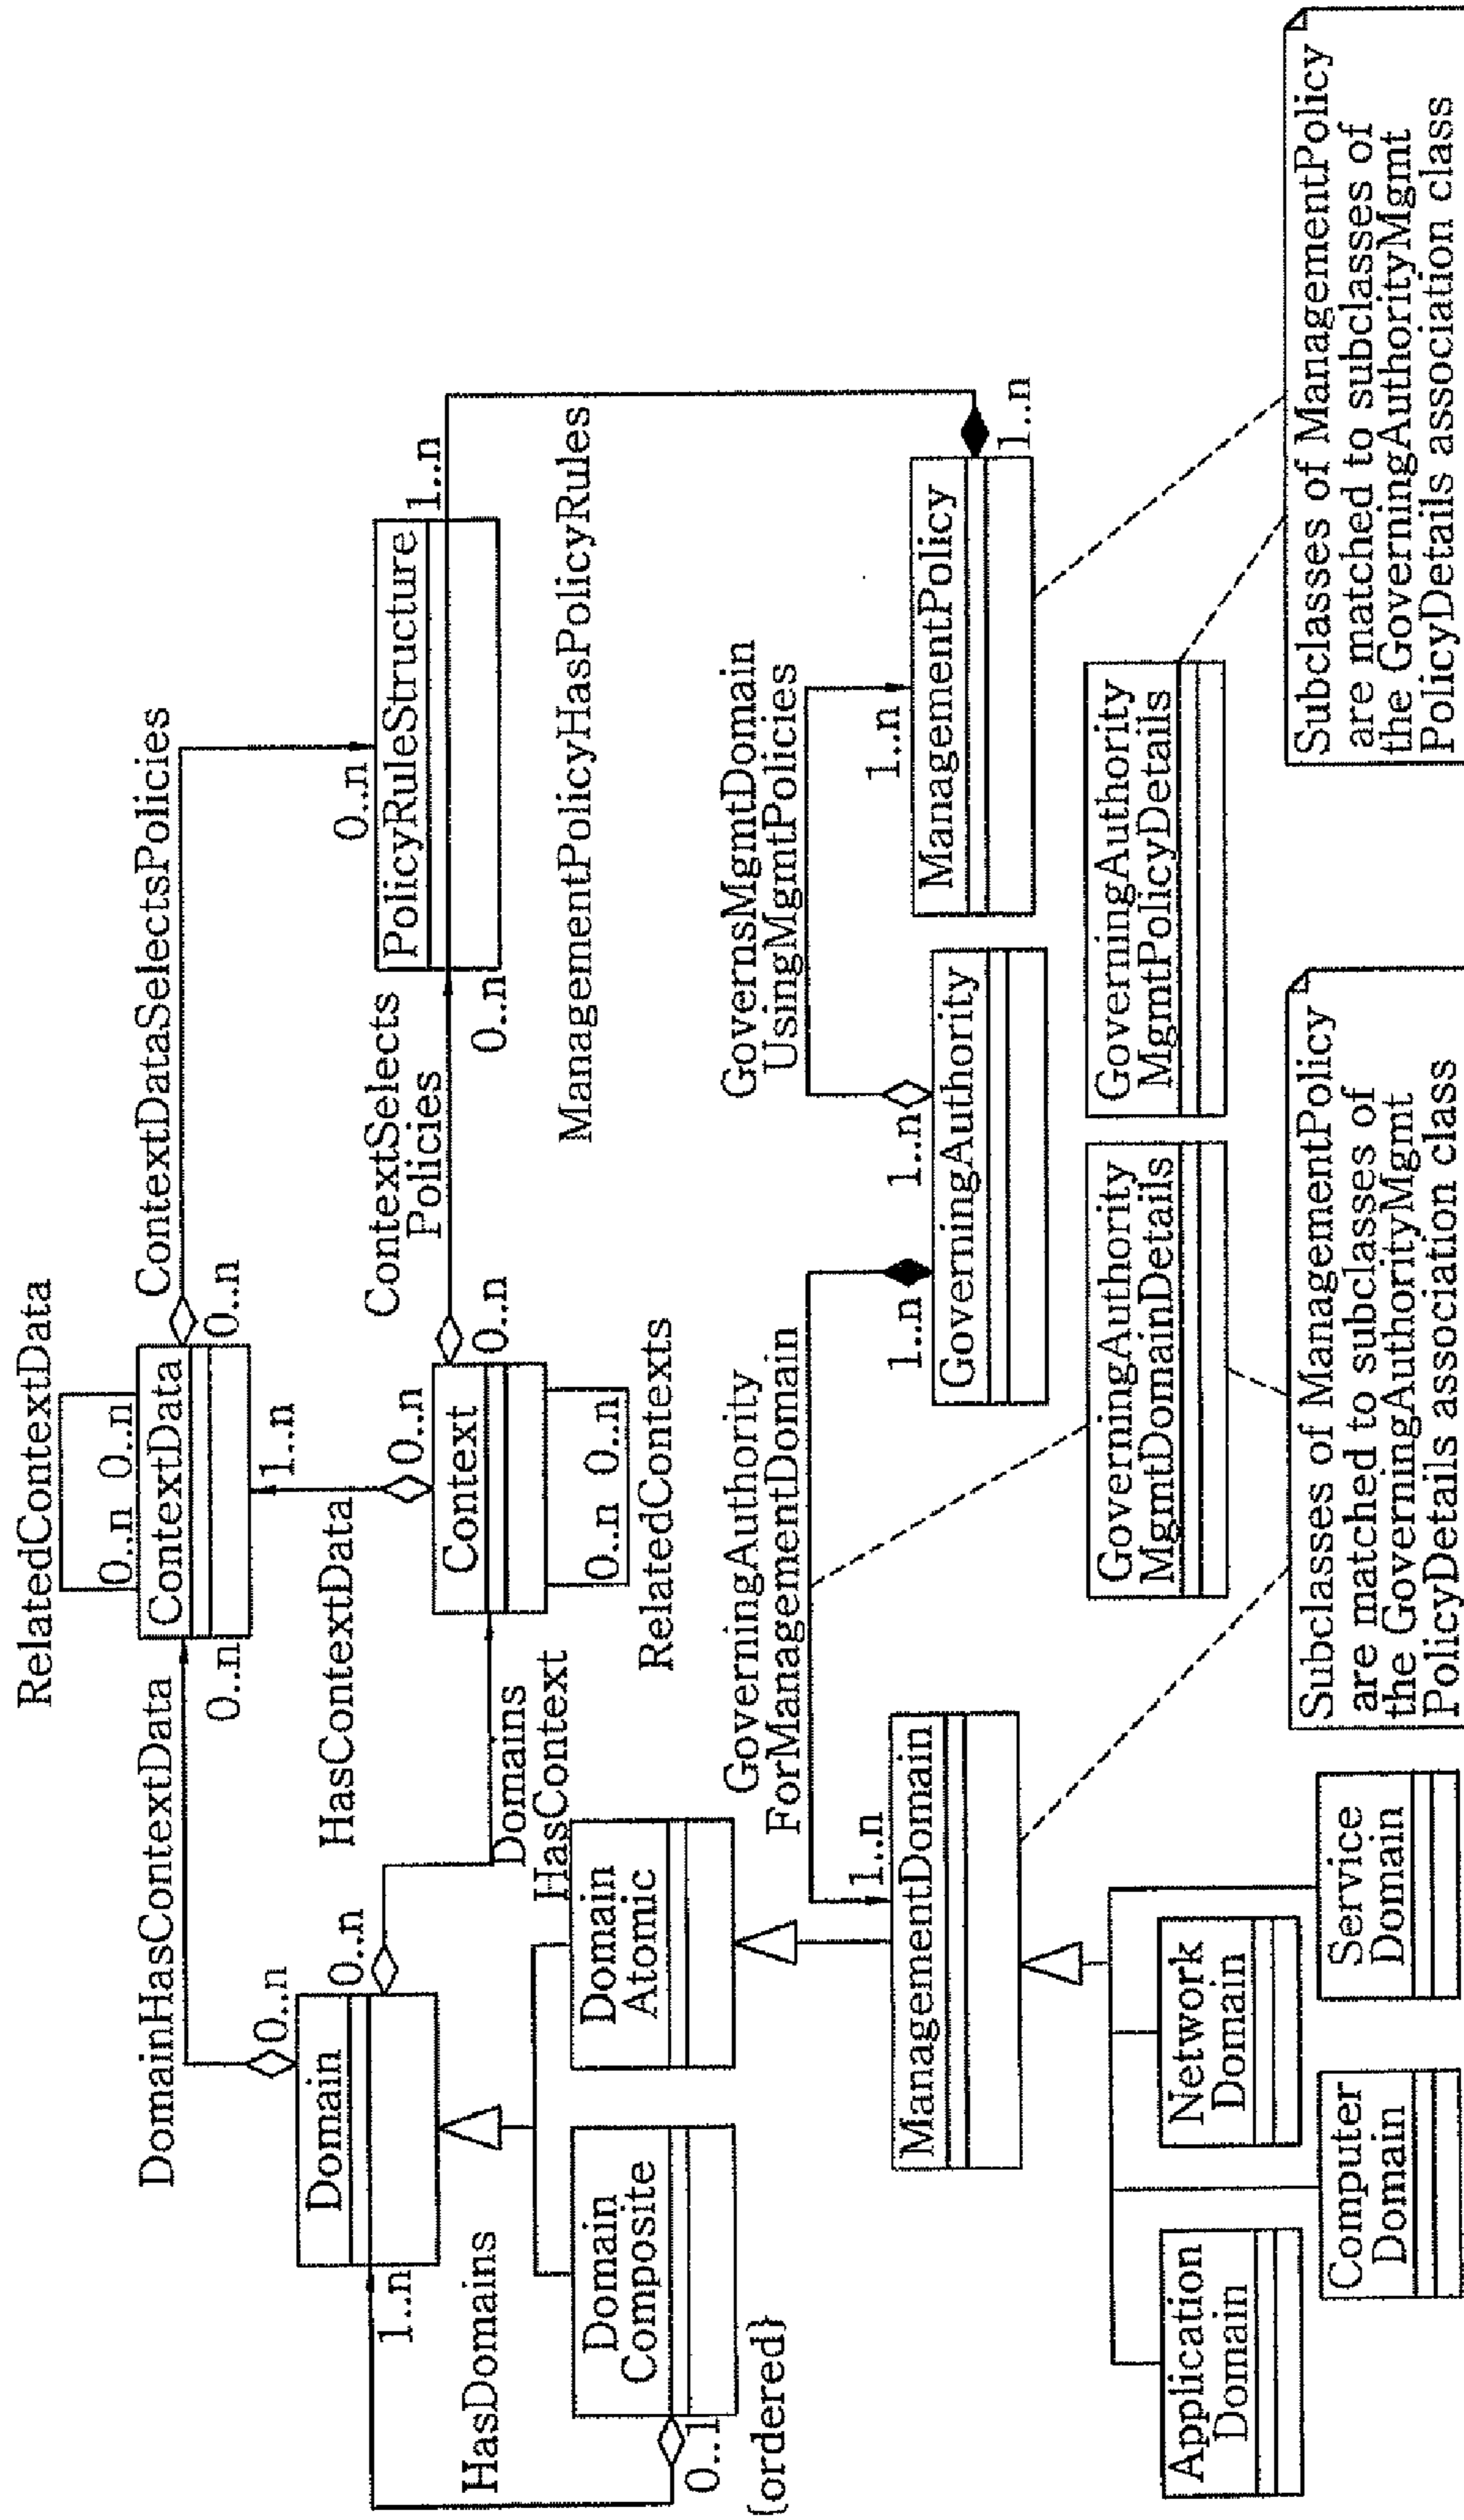 RelatedContextData
0..n 0..n
DomainHasContextData
0..n
ContextData
0..n
ContextDataSelectsPolicies
0..n
0..n
HasContextData
1..n
Domain
0..n
1..n
HasDomains
Domains
HasContext
0..n
Context
0..n
0..n 0..n
RelatedContexts
ContextSelects
Policies
0..n
PolicyRuleStructure
1..n
ManagementPolicyHasPolicyRules
Domain
Composite
0..1
{ordered}
Domain
Atomic
GoverningAuthority
ForManagementDomain
1..n
1..n
GovernsMgmtDomain
UsingMgmtPolicies
1..n
1..n
ManagementDomain
GoverningAuthority
ManagementPolicy
1..n
GoverningAuthority
MgmtDomainDetails
GoverningAuthority
MgmtPolicyDetails
Application
Domain
Network
Domain
Computer
Domain
Service
Domain
Subclasses of ManagementPolicy
are matched to subclasses of
the GoverningAuthorityMgmt
PolicyDetails association class
Subclasses of ManagementPolicy
are matched to subclasses of
the GoverningAuthorityMgmt
PolicyDetails association class